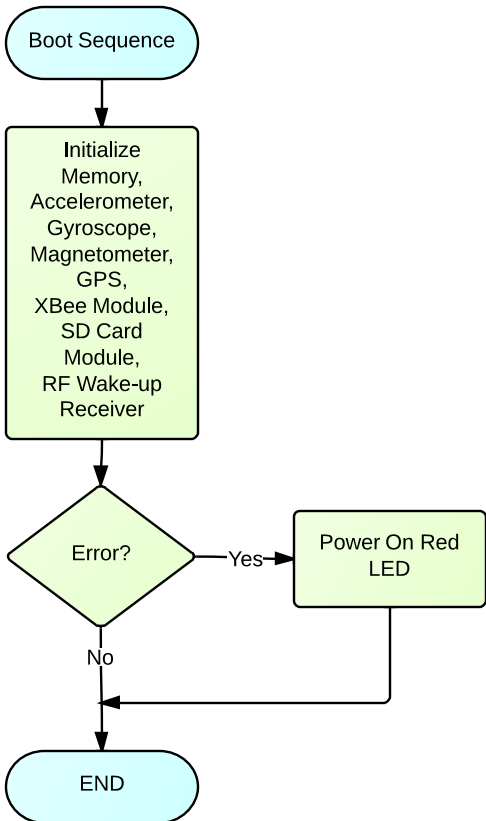 Boot Sequence
Initialize
Memory,
Accelerometer,
Gyroscope,
Magnetometer,
GPS,
XBee Module,
SD Card
Module,
RF Wake-up
Receiver
Error?
Yes
Power On Red
LED
No
END